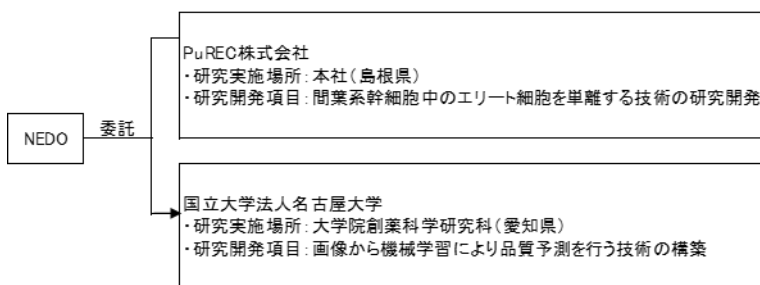 PuREC株式会社
・研究実施場所：本社（島根県）
・研究開発項目：間葉系幹細胞中のエリート細胞を単離する技術の研究開発
NEDO
委託
国立大学法人名古屋大学
・研究実施場所：大学院創薬科学研究科（愛知県）
・研究開発項目：画像から機械学習により品質予測を行う技術の構築